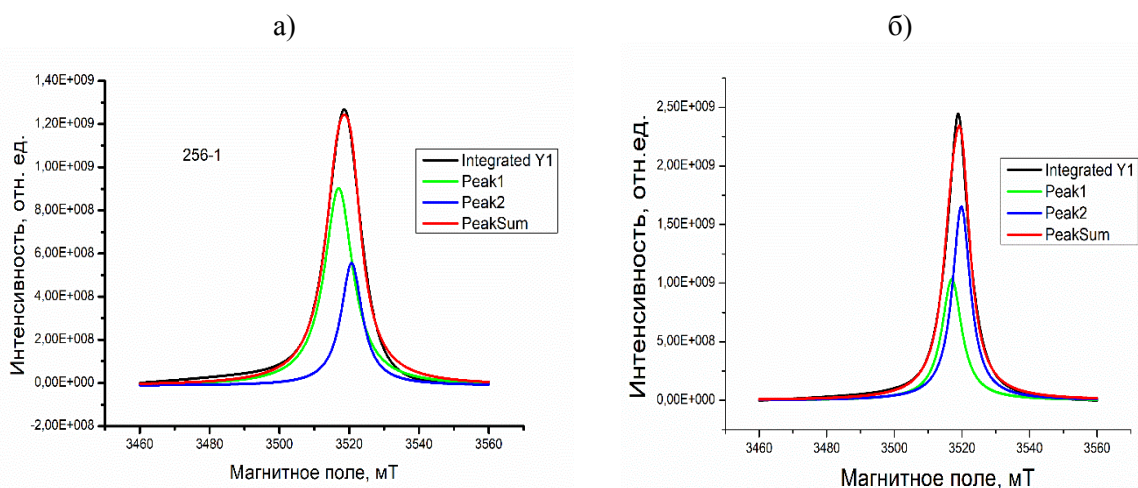 а)
б)
Интенсивность, отн. ед.
1,40E+009
1,20E+009
1,00E+009
8,00E+008
6,00E+008
4,00E+008
2,00E+008
0,00E+000
-2,00E+008
256-1
Integrated Y1
Peak1
Peak2
PeakSum
3460 3480 3500 3520 3540 3560
Магнитное поле, мТ
Интенсивность, отн.ед.
2,50E+009
2,00E+009
1,50E+009
1,00E+009
5,00E+008
0,00E+000
Integrated Y1
Peak1
Peak2
PeakSum
3460 3480 3500 3520 3540 3560
Магнитное поле, мТ